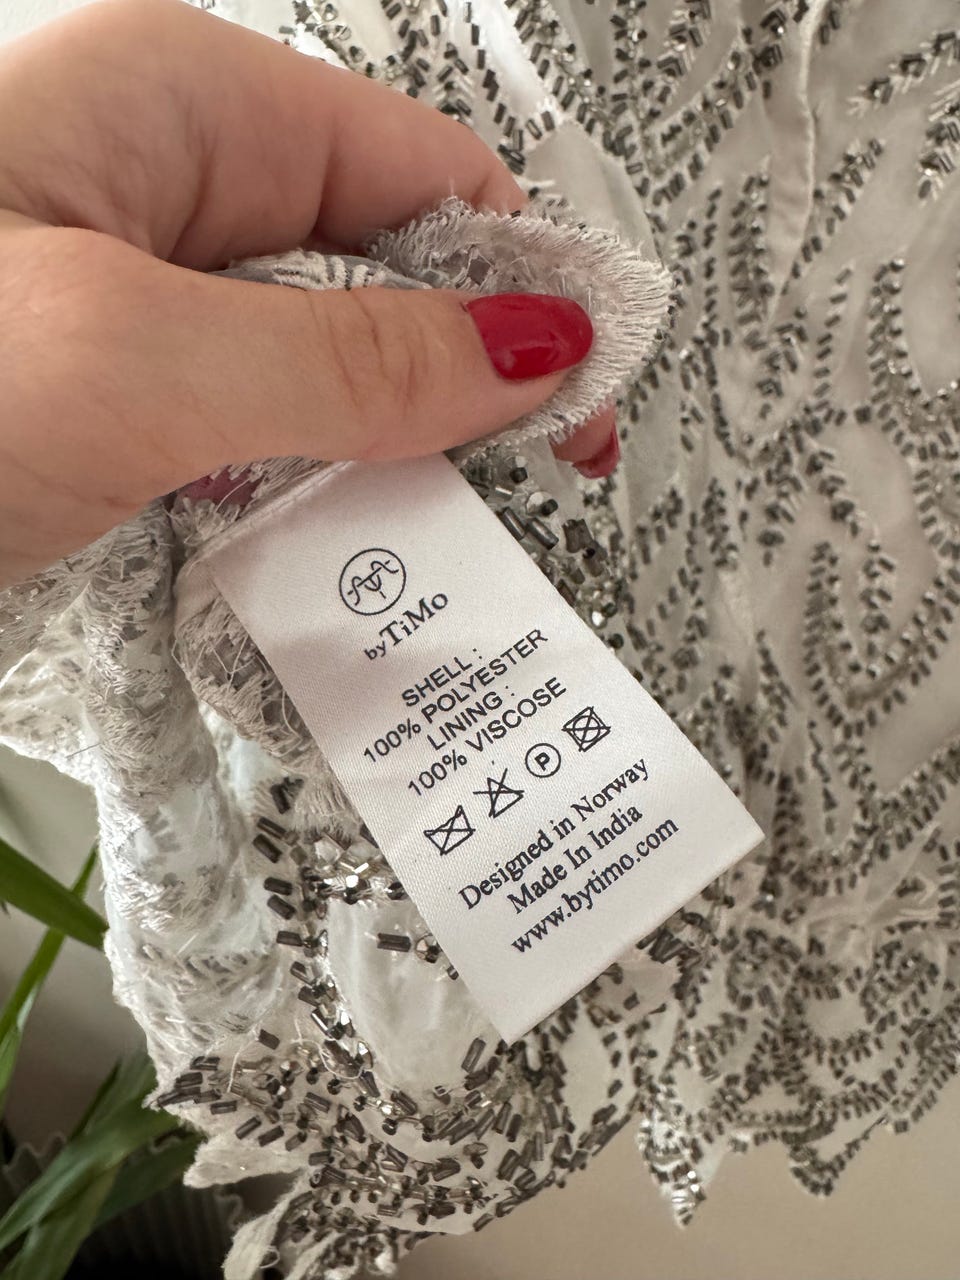 byTiMo
SHELL :
100% POLYESTER
LINING :
100% VISCOSE
P
Designed in Norway
Made In India
www.bytimo.com